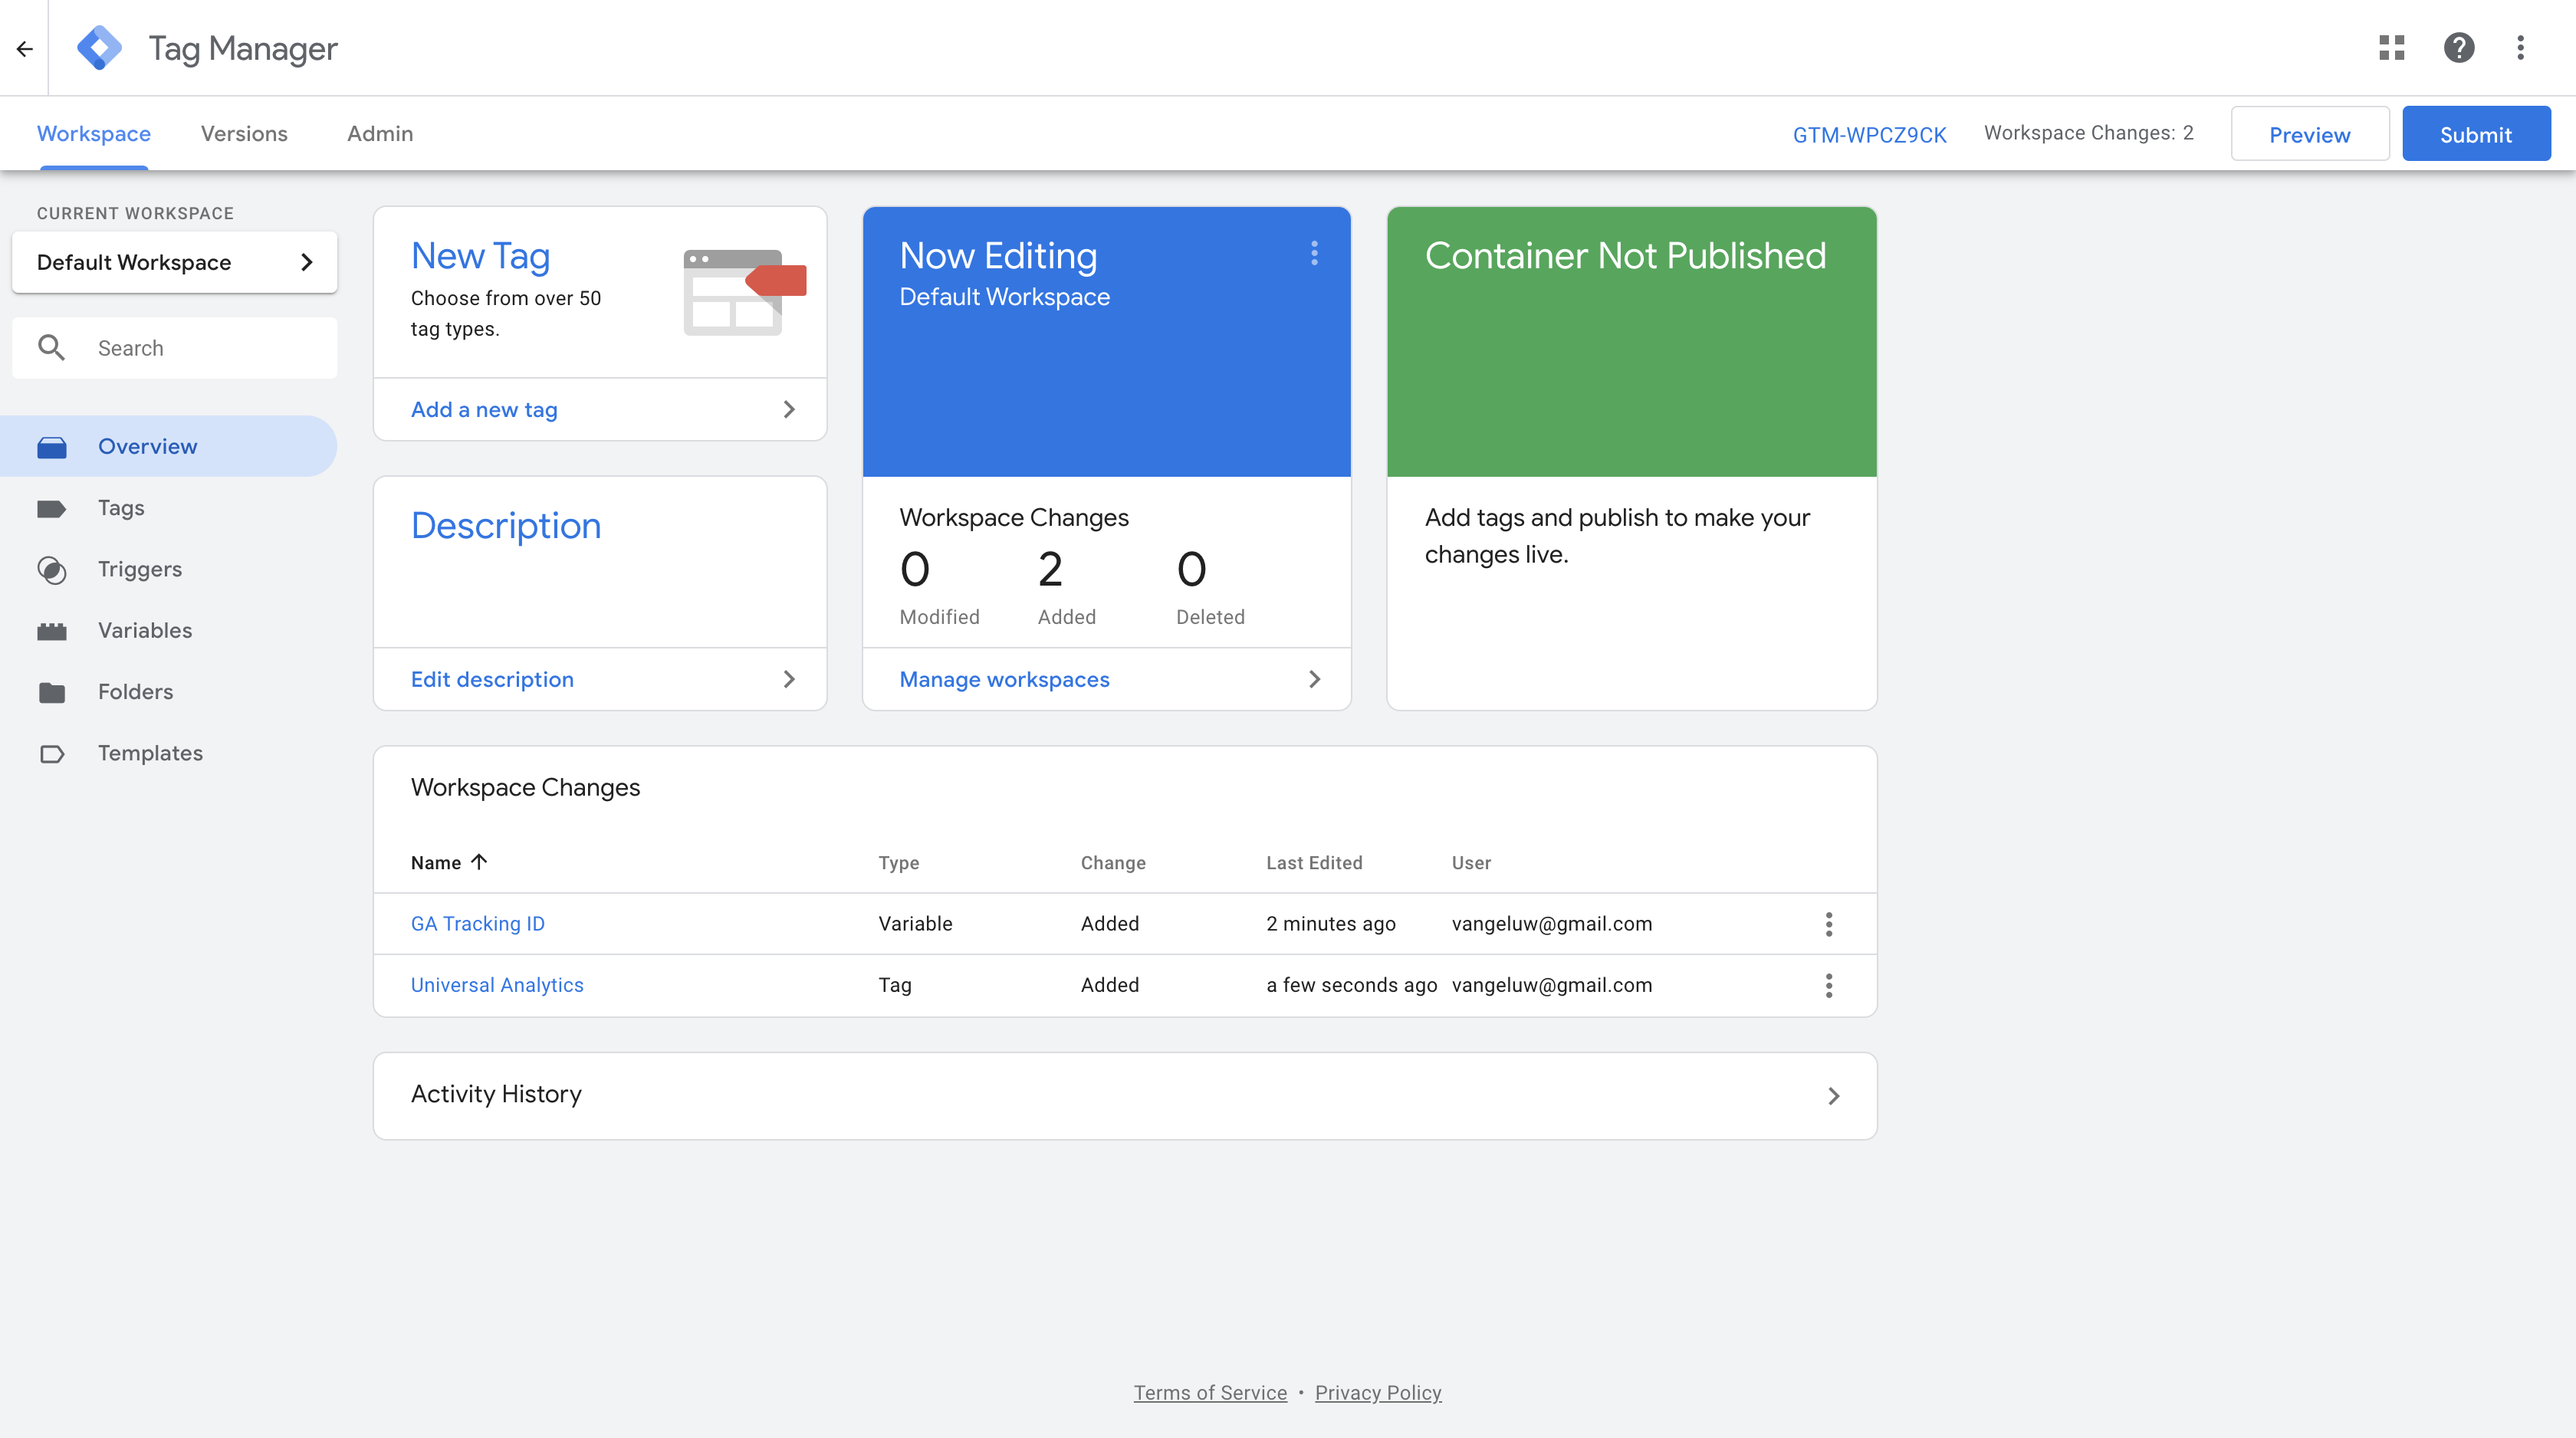 Tag Manager
Workspace
Versions
Admin
GTM-WPCZ9CK
Workspace Changes: 2
Preview
Submit
CURRENT WORKSPACE
Default Workspace
Search
Overview
Tags
Triggers
Variables
Folders
Templates
New Tag
Choose from over 50
tag types.
Add a new tag
Description
Edit description
Now Editing
Default Workspace
Workspace Changes
0 2 0
Modified Added Deleted
Manage workspaces
Container Not Published
Add tags and publish to make your
changes live.
Workspace Changes
Name Type Change Last Edited User
GA Tracking ID Variable Added 2 minutes ago vangeluw@gmail.com
Universal Analytics Tag Added a few seconds ago vangeluw@gmail.com
Activity History
Terms of Service • Privacy Policy